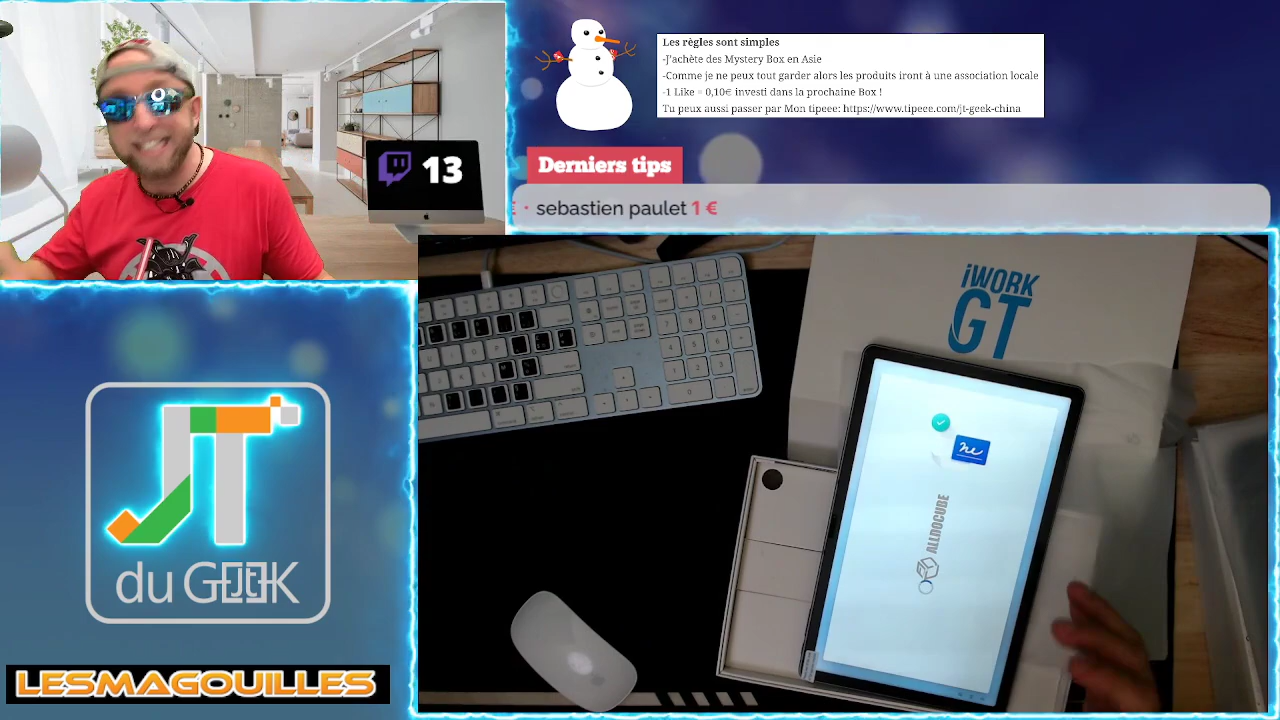 Les règles sont simples
-J'achète des Mystery Box en Asie
-Comme je ne peux tout garder alors les produits iront à une association locale
-1 Like = 0,10€ investi dans la prochaine Box !
Tu peux aussi passer par Mon tipeee: https://www.tipeee.com/jt-geek-china
13
Derniers tips
€ · sebastien paulet 1 €
iWORK
GT
ALLDOCUBE
JT
du GEEK
LESMAGOUILLES